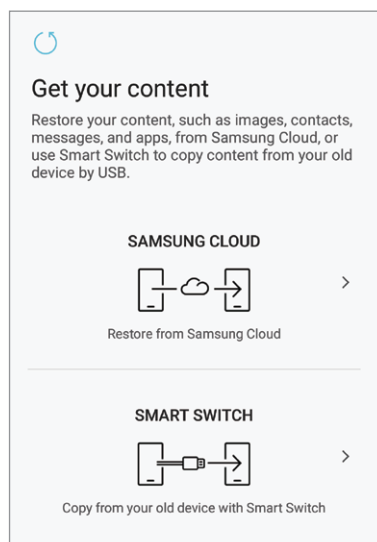 Get your content
Restore your content, such as images, contacts,
messages, and apps, from Samsung Cloud, or
use Smart Switch to copy content from your old
device by USB.
SAMSUNG CLOUD
Restore from Samsung Cloud
SMART SWITCH
Copy from your old device with Smart Switch